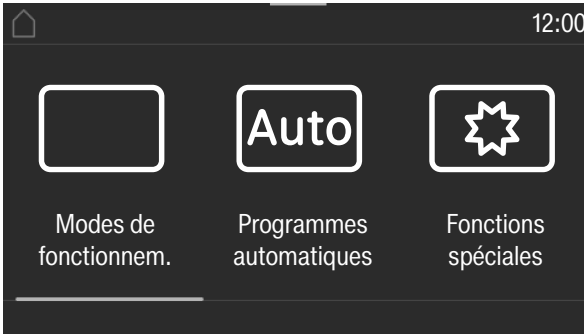 12:00
Auto
Modes de
fonctionnem.
Programmes
automatiques
Fonctions
spéciales